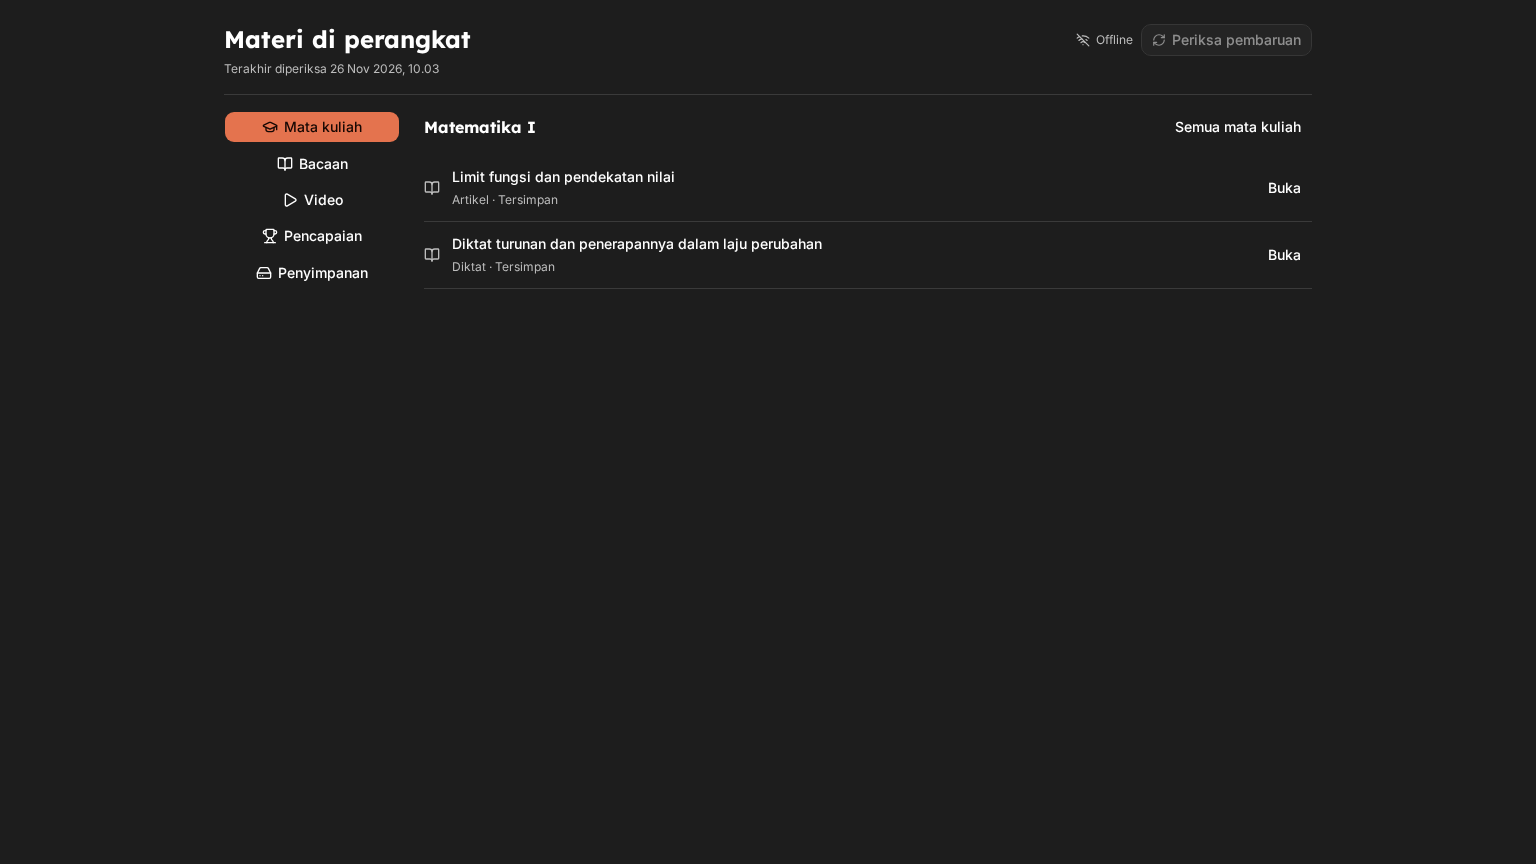 Materi di perangkat
Terakhir diperiksa 26 Nov 2026, 10.03
Offline
Periksa pembaruan
Mata kuliah
Bacaan
Video
Pencapaian
Penyimpanan
Matematika I
Semua mata kuliah
Limit fungsi dan pendekatan nilai
Artikel · Tersimpan
Buka
Diktat turunan dan penerapannya dalam laju perubahan
Diktat · Tersimpan
Buka